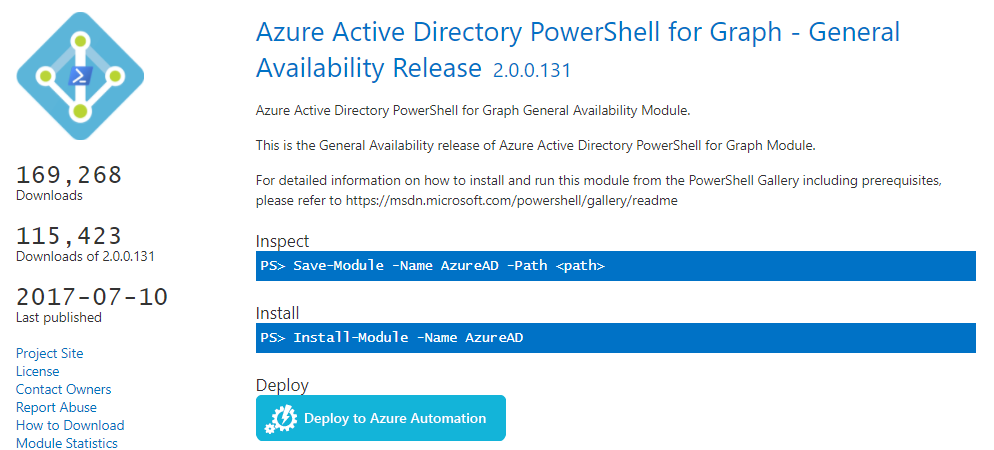 Azure Active Directory PowerShell for Graph - General
Availability Release 2.0.0.131
Azure Active Directory PowerShell for Graph General Availability Module.
This is the General Availability release of Azure Active Directory PowerShell for Graph Module.
For detailed information on how to install and run this module from the PowerShell Gallery including prerequisites,
please refer to https://msdn.microsoft.com/powershell/gallery/readme
Inspect
PS> Save-Module -Name AzureAD -Path <path>
Install
PS> Install-Module -Name AzureAD
Deploy
Deploy to Azure Automation
169,268
Downloads
115,423
Downloads of 2.0.0.131
2017-07-10
Last published
Project Site
License
Contact Owners
Report Abuse
How to Download
Module Statistics